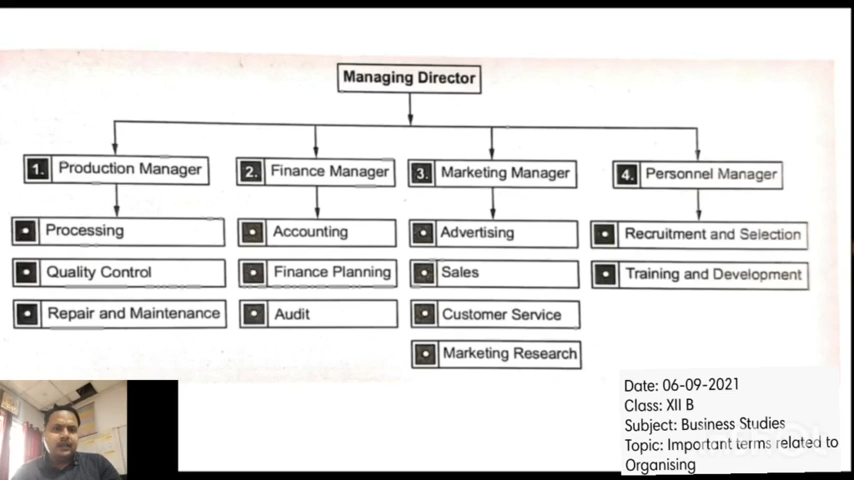 Managing Director
1. Production Manager
2. Finance Manager
3. Marketing Manager
4. Personnel Manager
Processing
Quality Control
Repair and Maintenance
Accounting
Finance Planning
Audit
Advertising
Sales
Customer Service
Marketing Research
Recruitment and Selection
Training and Development
Date: 06-09-2021
Class: XII B
Subject: Business Studies
Topic: Important terms related to
Organising